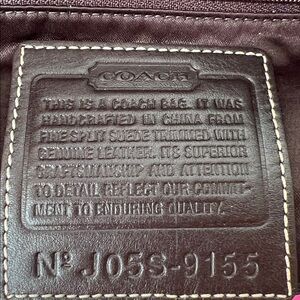 COACH
THIS IS A COACH BAG. IT WAS
HANDCRAFTED IN CHINA FROM
FINE SPLIT SUEDE TRIMMED WITH
GENUINE LEATHER. ITS SUPERIOR
CRAFTSMANSHIP AND ATTENTION
TO DETAIL REFLECT OUR COMMIT-
MENT TO ENDURING QUALITY.
Nº J05S-9155